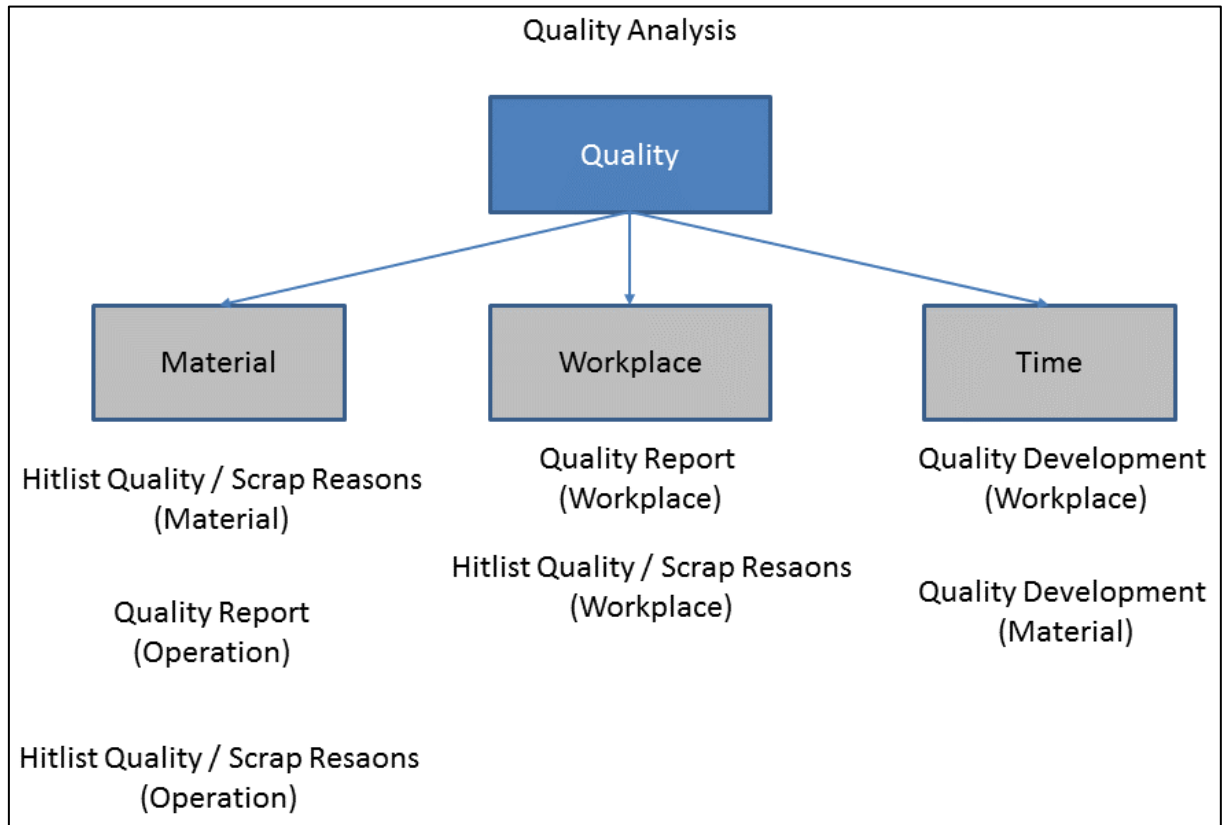 Quality Analysis
Quality
Material
Workplace
Time
Hitlist Quality / Scrap Reasons
(Material)
Quality Report
(Operation)
Hitlist Quality / Scrap Resaons
(Operation)
Quality Report
(Workplace)
Hitlist Quality / Scrap Resaons
(Workplace)
Quality Development
(Workplace)
Quality Development
(Material)